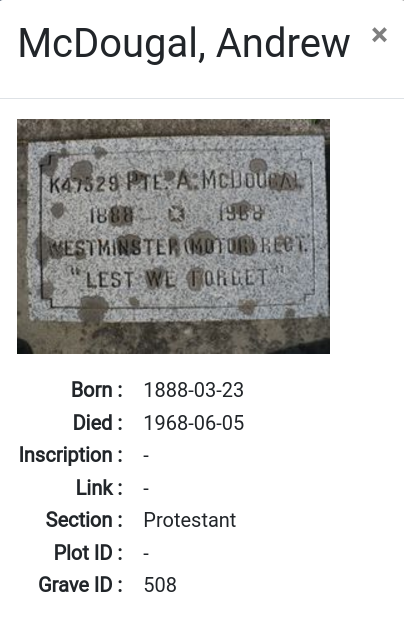 McDougal, Andrew ×
K47529 PTE. A. MCDOUGAL
1888 1968
WESTMINSTER (MOTOR) REGT.
"LEST WE FORGET"
Born : 1888-03-23
Died : 1968-06-05
Inscription : -
Link : -
Section : Protestant
Plot ID : -
Grave ID : 508